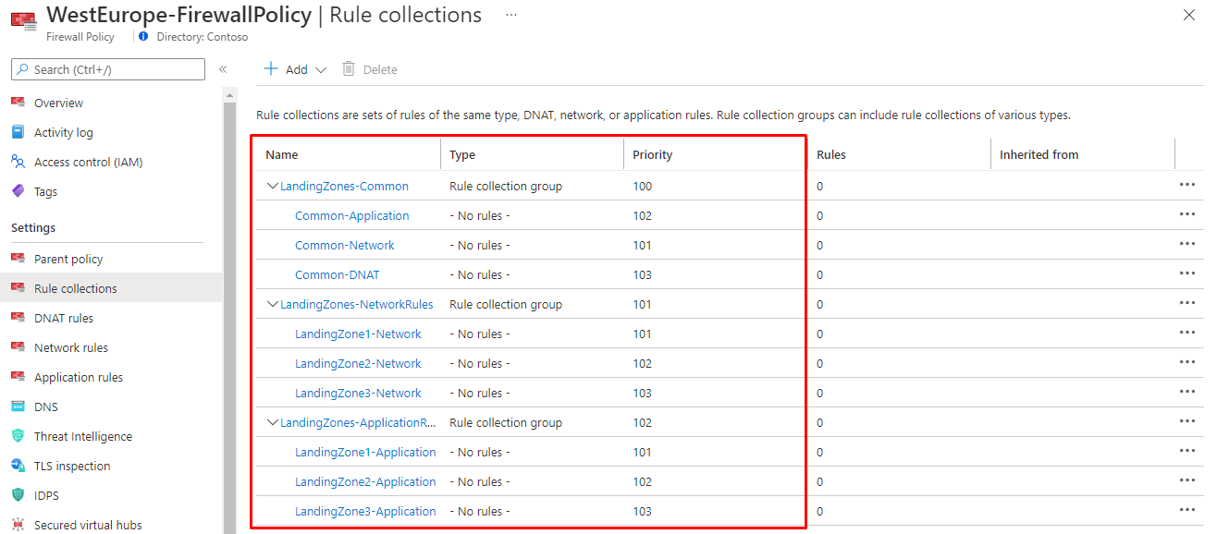 WestEurope-FirewallPolicy | Rule collections ...
Firewall Policy Directory: Contoso
Search (Ctrl+/) «
Add Delete
Overview
Activity log
Access control (IAM)
Tags
Settings
Parent policy
Rule collections
DNAT rules
Network rules
Application rules
DNS
Threat Intelligence
TLS inspection
IDPS
Secured virtual hubs
Rule collections are sets of rules of the same type, DNAT, network, or application rules. Rule collection groups can include rule collections of various types.
Name Type Priority Rules Inherited from
LandingZones-Common Rule collection group 100 0 ...
Common-Application - No rules - 102 0 ...
Common-Network - No rules - 101 0 ...
Common-DNAT - No rules - 103 0 ...
LandingZones-NetworkRules Rule collection group 101 0 ...
LandingZone1-Network - No rules - 101 0 ...
LandingZone2-Network - No rules - 102 0 ...
LandingZone3-Network - No rules - 103 0 ...
LandingZones-ApplicationR... Rule collection group 102 0 ...
LandingZone1-Application - No rules - 101 0 ...
LandingZone2-Application - No rules - 102 0 ...
LandingZone3-Application - No rules - 103 0 ...